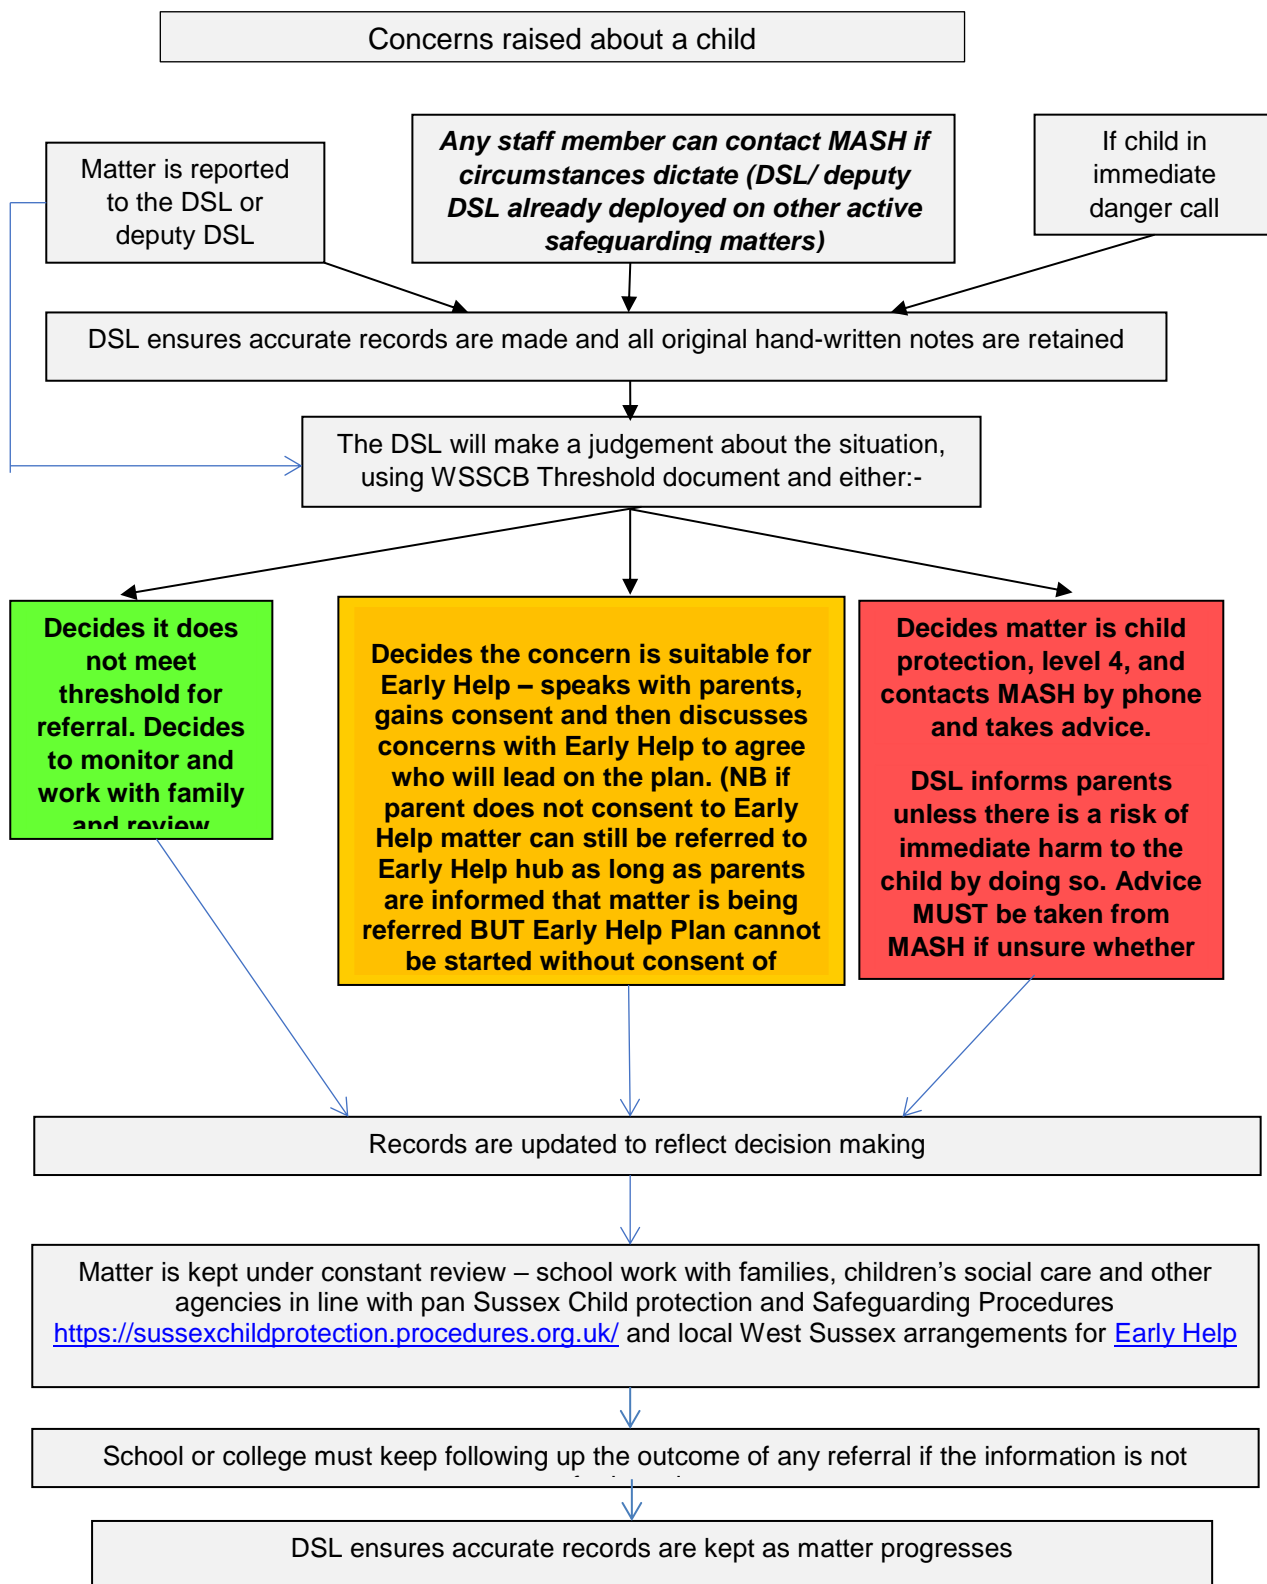 Concerns raised about a child
Matter is reported
to the DSL or
deputy DSL
Any staff member can contact MASH if
circumstances dictate (DSL/ deputy
DSL already deployed on other active
safeguarding matters)
If child in
immediate
danger call
DSL ensures accurate records are made and all original hand-written notes are retained
The DSL will make a judgement about the situation,
using WSSCB Threshold document and either:-
Decides it does
not meet
threshold for
referral. Decides
to monitor and
work with family
and review
Decides the concern is suitable for
Early Help – speaks with parents,
gains consent and then discusses
concerns with Early Help to agree
who will lead on the plan. (NB if
parent does not consent to Early
Help matter can still be referred to
Early Help hub as long as parents
are informed that matter is being
referred BUT Early Help Plan cannot
be started without consent of
Decides matter is child
protection, level 4, and
contacts MASH by phone
and takes advice.
DSL informs parents
unless there is a risk of
immediate harm to the
child by doing so. Advice
MUST be taken from
MASH if unsure whether
Records are updated to reflect decision making
Matter is kept under constant review – school work with families, children’s social care and other
agencies in line with pan Sussex Child protection and Safeguarding Procedures
https://sussexchildprotection.procedures.org.uk/ and local West Sussex arrangements for Early Help
School or college must keep following up the outcome of any referral if the information is not
DSL ensures accurate records are kept as matter progresses